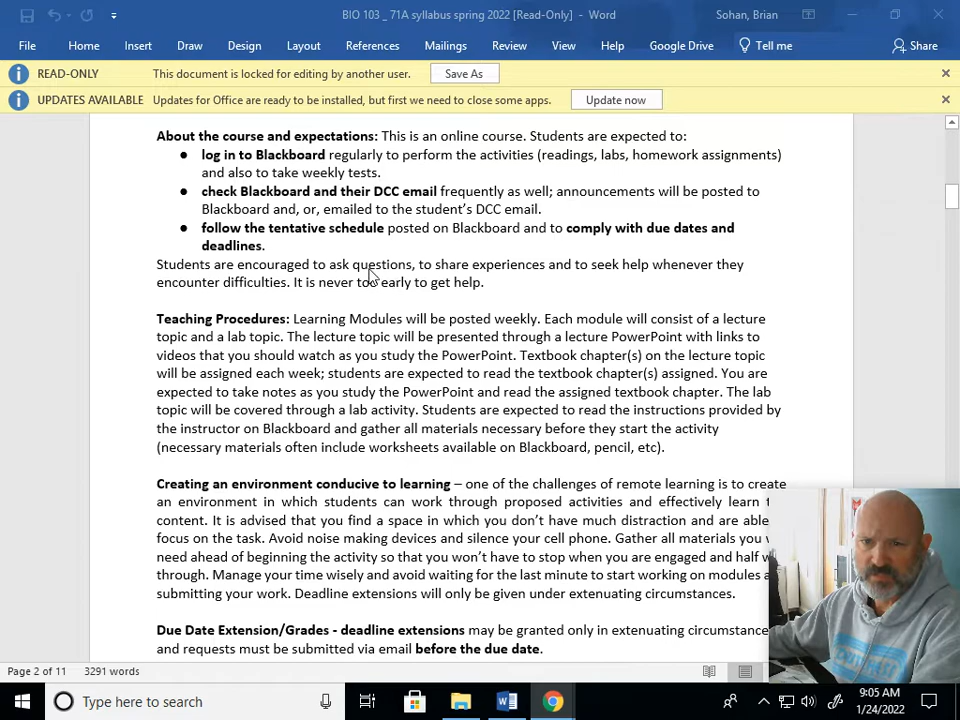 BIO 103 _ 71A syllabus spring 2022 [Read-Only] - Word
Sohan, Brian
File Home Insert Draw Design Layout References Mailings Review View Help Google Drive Tell me Share
READ-ONLY This document is locked for editing by another user. Save As
UPDATES AVAILABLE Updates for Office are ready to be installed, but first we need to close some apps. Update now
About the course and expectations: This is an online course. Students are expected to:
● log in to Blackboard regularly to perform the activities (readings, labs, homework assignments)
and also to take weekly tests.
● check Blackboard and their DCC email frequently as well; announcements will be posted to
Blackboard and, or, emailed to the student's DCC email.
● follow the tentative schedule posted on Blackboard and to comply with due dates and
deadlines.
Students are encouraged to ask questions, to share experiences and to seek help whenever they
encounter difficulties. It is never too early to get help.
Teaching Procedures: Learning Modules will be posted weekly. Each module will consist of a lecture
topic and a lab topic. The lecture topic will be presented through a lecture PowerPoint with links to
videos that you should watch as you study the PowerPoint. Textbook chapter(s) on the lecture topic
will be assigned each week; students are expected to read the textbook chapter(s) assigned. You are
expected to take notes as you study the PowerPoint and read the assigned textbook chapter. The lab
topic will be covered through a lab activity. Students are expected to read the instructions provided by
the instructor on Blackboard and gather all materials necessary before they start the activity
(necessary materials often include worksheets available on Blackboard, pencil, etc).
Creating an environment conducive to learning – one of the challenges of remote learning is to create
an environment in which students can work through proposed activities and effectively learn
content. It is advised that you find a space in which you don't have much distraction and are able
focus on the task. Avoid noise making devices and silence your cell phone. Gather all materials you
need ahead of beginning the activity so that you won't have to stop when you are engaged and half
through. Manage your time wisely and avoid waiting for the last minute to start working on modules
submitting your work. Deadline extensions will only be given under extenuating circumstances.
Due Date Extension/Grades - deadline extensions may be granted only in extenuating circumstance
and requests must be submitted via email before the due date.
Page 2 of 11 3291 words
Type here to search
9:05 AM
1/24/2022